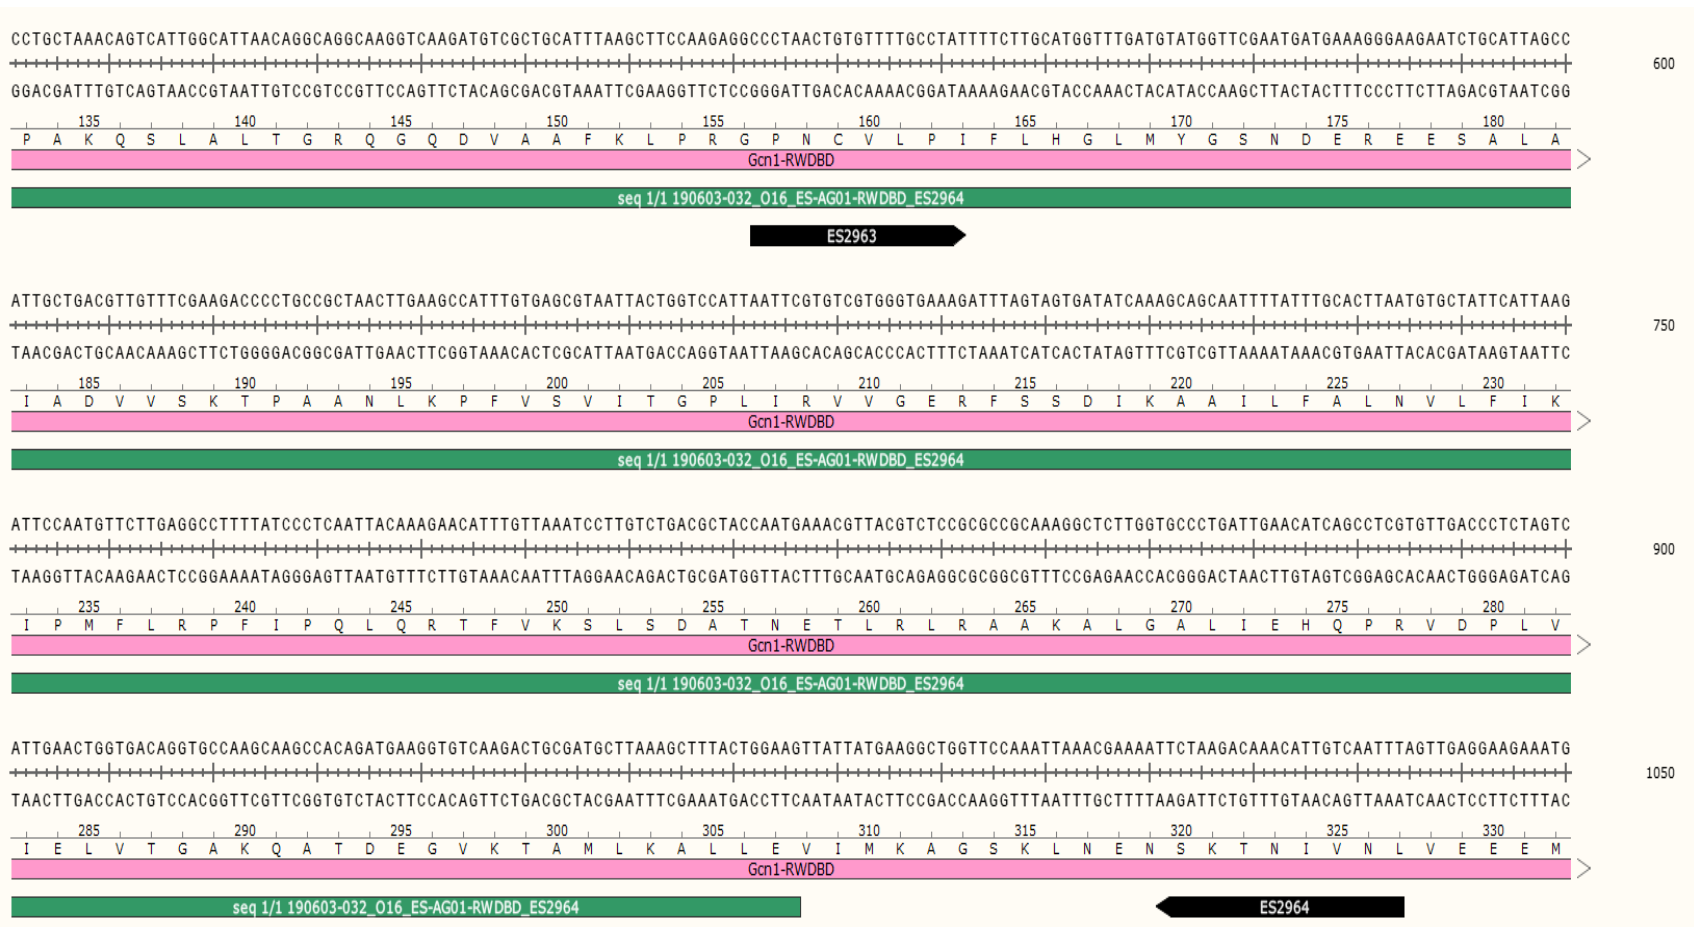 CCTGCTAAACAGTCATTGGCATTAACAGGCAGGCAAGGTCAAGATGTCGCTGCATTTAAGCTTCCAAGAGGCCCTAACTGTGTTTTGCCTATTTTCTTGCATGGTTTGATGTATGGTTCGAATGATGAAAGGGAAGAATCTGCATTAGCC
600
GGACGATTTGTCAGTAACCGTAATTGTCCGTCCGTTCCAGTTCTACAGCGACGTAAATTCGAAGGTTCTCCGGGATTGACACAAAACGGATAAAAGAACGTACCAAACTACATACCAAGCTTACTACTTTCCCTTCTTAGACGTAATCGG
135 140 145 150 155 160 165 170 175 180
P A K Q S L A L T G R Q G Q D V A A F K L P R G P N C V L P I F L H G L M Y G S N D E R E E S A L A
Gcn1-RWDBD
seq 1/1 190603-032_O16_ES-AG01-RWDBD_ES2964
ES2963
ATTGCTGACGTTGTTTCGAAGACCCCTGCCGCTAACTTGAAGCCATTTGTGAGCGTAATTACTGGTCCATTAATTCGTGTCGTGGGTGAAAGATTTAGTAGTGATATCAAAGCAGCAATTTTATTTGCACTTAATGTGCTATTCATTAAG
750
TAACGACTGCAACAAAGCTTCTGGGGACGGCGATTGAACTTCGGTAAACACTCGCATTAATGACCAGGTAATTAAGCACAGCACCCACTTTCTAAATCATCACTATAGTTTCGTCGTTAAAATAAACGTGAATTACACGATAAGTAATTC
185 190 195 200 205 210 215 220 225 230
I A D V V S K T P A A N L K P F V S V I T G P L I R V V G E R F S S D I K A A I L F A L N V L F I K
Gcn1-RWDBD
seq 1/1 190603-032_O16_ES-AG01-RWDBD_ES2964
ATTCCAATGTTCTTGAGGCCTTTTATCCCTCAATTACAAAGAACATTTGTTAAATCCTTGTCTGACGCTACCAATGAAACGTTACGTCTCCGCGCCGCAAAGGCTCTTGGTGCCCTGATTGAACATCAGCCTCGTGTTGACCCTCTAGTC
900
TAAGGTTACAAGAACTCCGGAAAATAGGGAGTTAATGTTTCTTGTAAACAATTTAGGAACAGACTGCGATGGTTACTTTGCAATGCAGAGGCGCGGCGTTTCCGAGAACCACGGGACTAACTTGTAGTCGGAGCACAACTGGGAGATCAG
235 240 245 250 255 260 265 270 275 280
I P M F L R P F I P Q L Q R T F V K S L S D A T N E T L R L R A A K A L G A L I E H Q P R V D P L V
Gcn1-RWDBD
seq 1/1 190603-032_O16_ES-AG01-RWDBD_ES2964
ATTGAACTGGTGACAGGTGCCAAGCAAGCCACAGATGAAGGTGTCAAGACTGCGATGCTTAAAGCTTTACTGGAAGTTATTATGAAGGCTGGTTCCAAATTAAACGAAAATTCTAAGACAAACATTGTCAATTTAGTTGAGGAAGAAATG
1050
TAACTTGACCACTGTCCACGGTTCGTTCGGTGTCTACTTCCACAGTTCTGACGCTACGAATTTCGAAATGACCTTCAATAATACTTCCGACCAAGGTTTAATTTGCTTTTAAGATTCTGTTTGTAACAGTTAAATCAACTCCTTCTTTAC
285 290 295 300 305 310 315 320 325 330
I E L V T G A K Q A T D E G V K T A M L K A L L E V I M K A G S K L N E N S K T N I V N L V E E E M
Gcn1-RWDBD
seq 1/1 190603-032_O16_ES-AG01-RWDBD_ES2964
ES2964